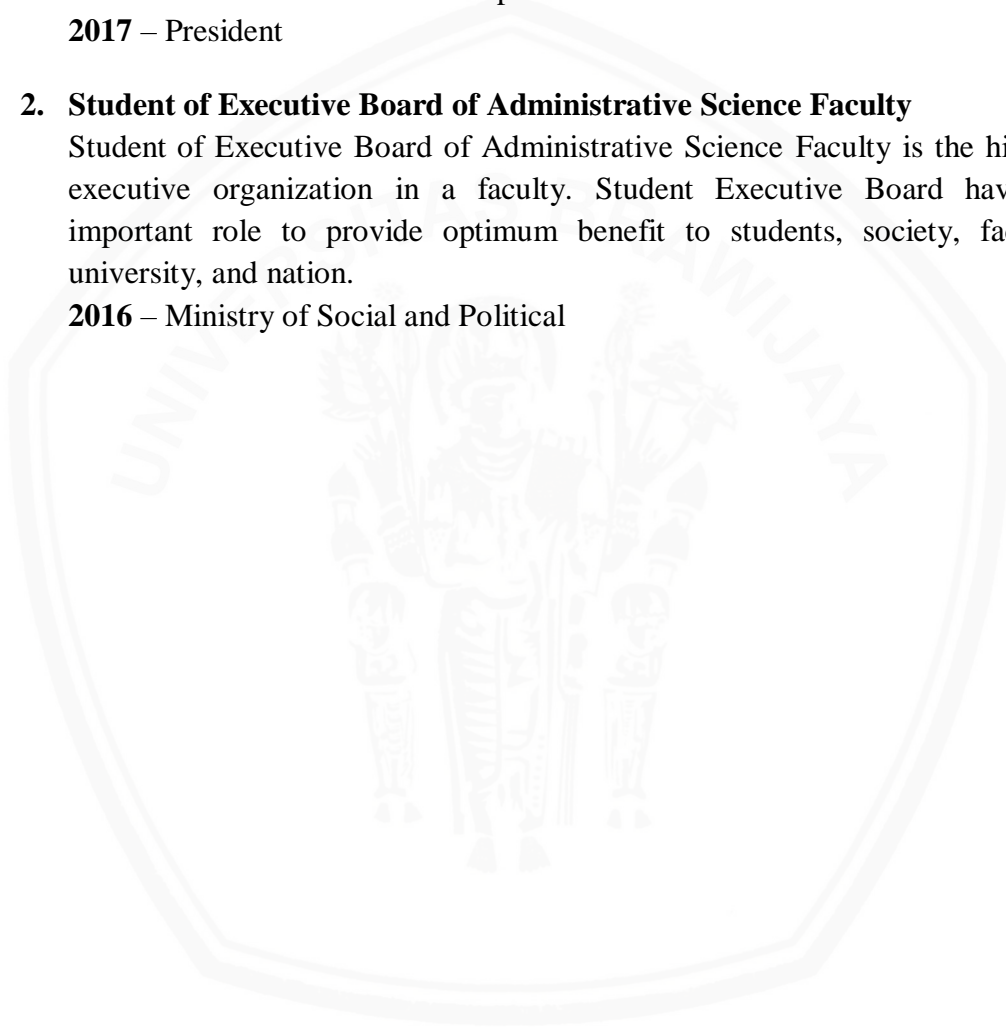 2017 – President
2. Student of Executive Board of Administrative Science Faculty
Student of Executive Board of Administrative Science Faculty is the
executive organization in a faculty. Student Executive Board
important role to provide optimum benefit to students, society,
university, and nation.
2016 – Ministry of Social and Political
UNIVERSITAS BRAWIJAYA